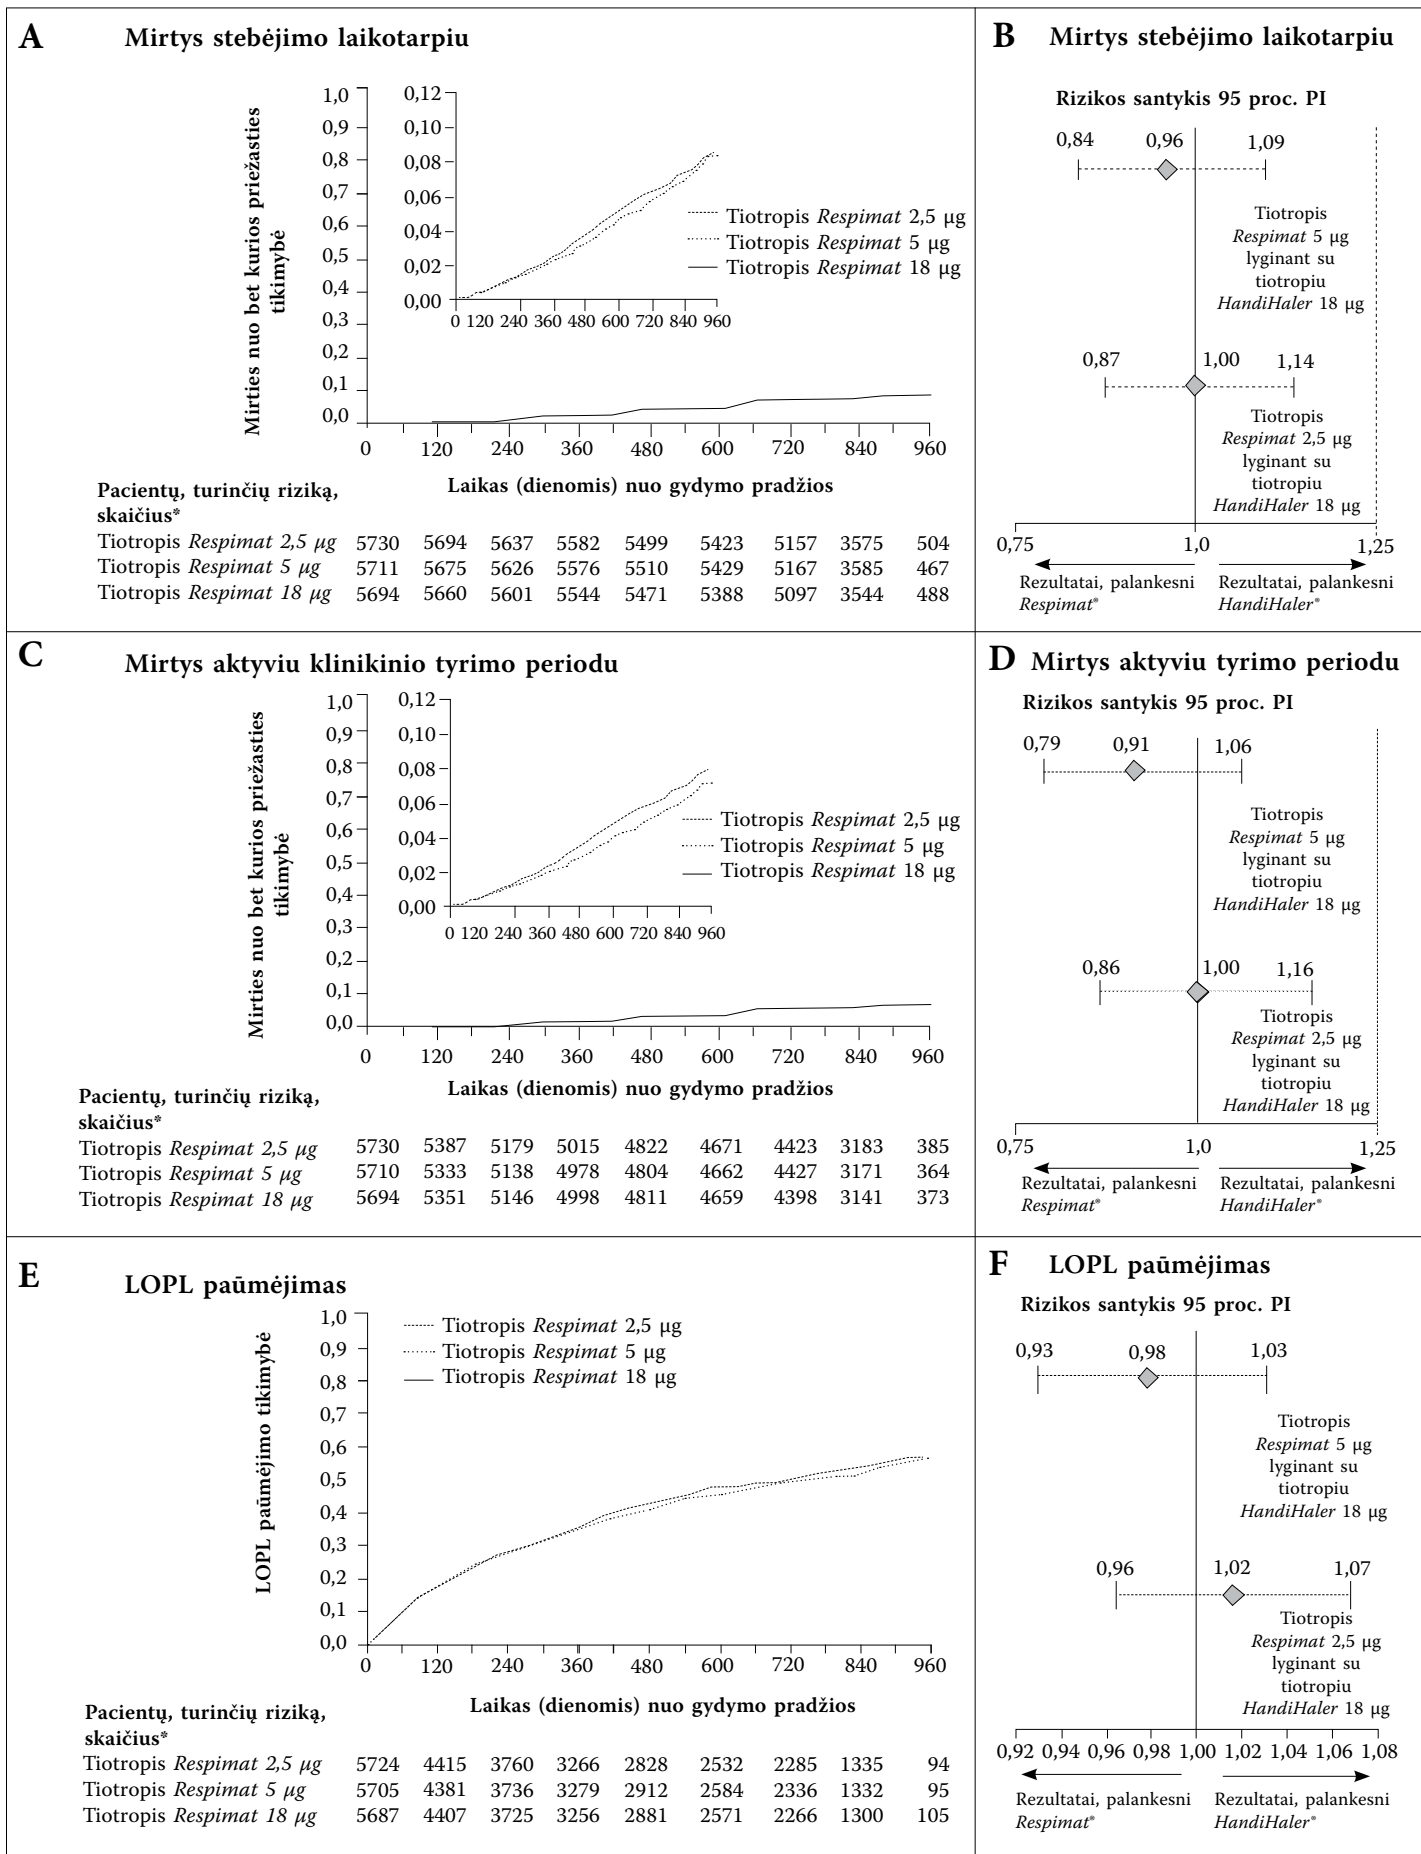 A Mirtys stebėjimo laikotarpiu
Mirties nuo bet kurios priežasties
tikimybė
1,0
0,9
0,8
0,7
0,6
0,5
0,4
0,3
0,2
0,1
0,0
0,12
0,10
0,08
0,06
0,04
0,02
0,00
0 120 240 360 480 600 720 840 960
Tiotropis Respimat 2,5 µg
Tiotropis Respimat 5 µg
Tiotropis Respimat 18 µg
0 120 240 360 480 600 720 840 960
Laikas (dienomis) nuo gydymo pradžios
Pacientų, turinčių riziką,
skaičius*
Tiotropis Respimat 2,5 µg 5730 5694 5637 5582 5499 5423 5157 3575 504
Tiotropis Respimat 5 µg 5711 5675 5626 5576 5510 5429 5167 3585 467
Tiotropis Respimat 18 µg 5694 5660 5601 5544 5471 5388 5097 3544 488
B Mirtys stebėjimo laikotarpiu
Rizikos santykis 95 proc. PI
0,84 0,96 1,09
Tiotropis
Respimat 5 µg
lyginant su
tiotropiu
HandiHaler 18 µg
0,87 1,00 1,14
Tiotropis
Respimat 2,5 µg
lyginant su
tiotropiu
HandiHaler 18 µg
0,75 1,0 1,25
Rezultatai, palankesni
Respimat®
Rezultatai, palankesni
HandiHaler®
C Mirtys aktyviu klinikinio tyrimo periodu
Mirties nuo bet kurios priežasties
tikimybė
1,0
0,9
0,8
0,7
0,6
0,5
0,4
0,3
0,2
0,1
0,0
0,12
0,10
0,08
0,06
0,04
0,02
0,00
0 120 240 360 480 600 720 840 960
Tiotropis Respimat 2,5 µg
Tiotropis Respimat 5 µg
Tiotropis Respimat 18 µg
0 120 240 360 480 600 720 840 960
Laikas (dienomis) nuo gydymo pradžios
Pacientų, turinčių riziką,
skaičius*
Tiotropis Respimat 2,5 µg 5730 5387 5179 5015 4822 4671 4423 3183 385
Tiotropis Respimat 5 µg 5710 5333 5138 4978 4804 4662 4427 3171 364
Tiotropis Respimat 18 µg 5694 5351 5146 4998 4811 4659 4398 3141 373
D Mirtys aktyviu tyrimo periodu
Rizikos santykis 95 proc. PI
0,79 0,91 1,06
Tiotropis
Respimat 5 µg
lyginant su
tiotropiu
HandiHaler 18 µg
0,86 1,00 1,16
Tiotropis
Respimat 2,5 µg
lyginant su
tiotropiu
HandiHaler 18 µg
0,75 1,0 1,25
Rezultatai, palankesni
Respimat®
Rezultatai, palankesni
HandiHaler®
E LOPL paūmėjimas
LOPL paūmėjimo tikimybė
1,0
0,9
0,8
0,7
0,6
0,5
0,4
0,3
0,2
0,1
0,0
Tiotropis Respimat 2,5 µg
Tiotropis Respimat 5 µg
Tiotropis Respimat 18 µg
0 120 240 360 480 600 720 840 960
Laikas (dienomis) nuo gydymo pradžios
Pacientų, turinčių riziką,
skaičius*
Tiotropis Respimat 2,5 µg 5724 4415 3760 3266 2828 2532 2285 1335 94
Tiotropis Respimat 5 µg 5705 4381 3736 3279 2912 2584 2336 1332 95
Tiotropis Respimat 18 µg 5687 4407 3725 3256 2881 2571 2266 1300 105
F LOPL paūmėjimas
Rizikos santykis 95 proc. PI
0,93 0,98 1,03
Tiotropis
Respimat 5 µg
lyginant su
tiotropiu
HandiHaler 18 µg
0,96 1,02 1,07
Tiotropis
Respimat 2,5 µg
lyginant su
tiotropiu
HandiHaler 18 µg
0,92 0,94 0,96 0,98 1,00 1,02 1,04 1,06 1,08
Rezultatai, palankesni
Respimat®
Rezultatai, palankesni
HandiHaler®